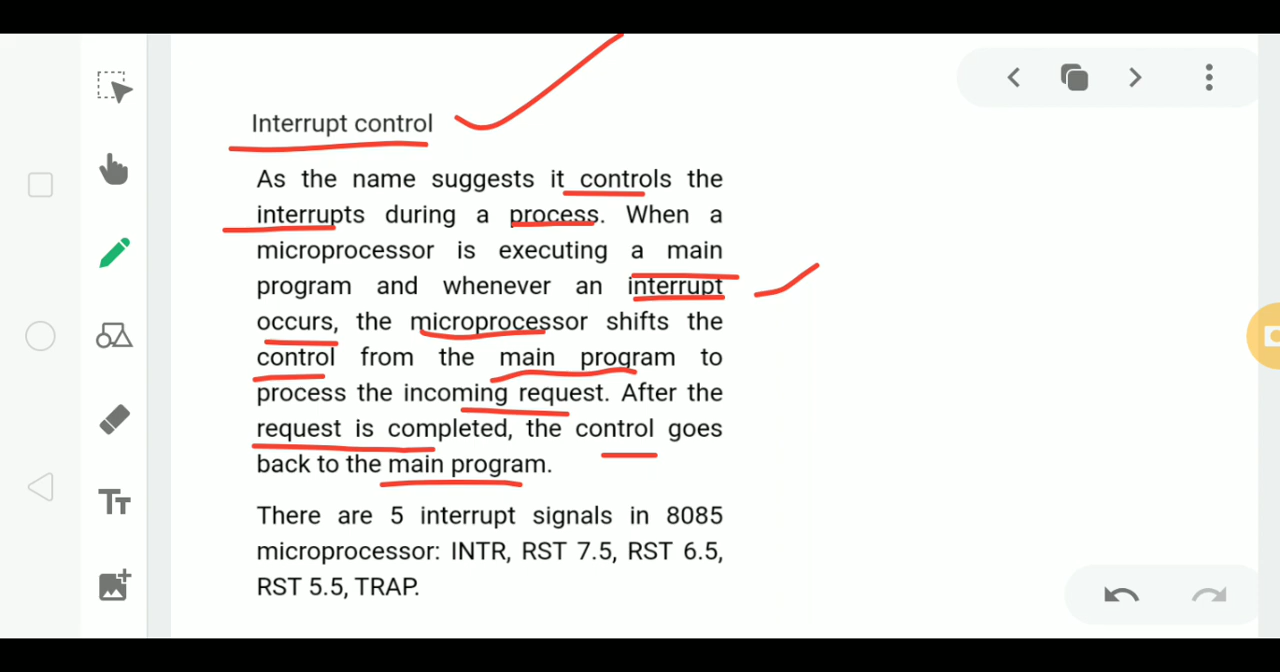 Interrupt control
As the name suggests it controls the
interrupts during a process. When a
microprocessor is executing a main
program and whenever an interrupt
occurs, the microprocessor shifts the
control from the main program to
process the incoming request. After the
request is completed, the control goes
back to the main program.
There are 5 interrupt signals in 8085
microprocessor: INTR, RST 7.5, RST 6.5,
RST 5.5, TRAP.
TT